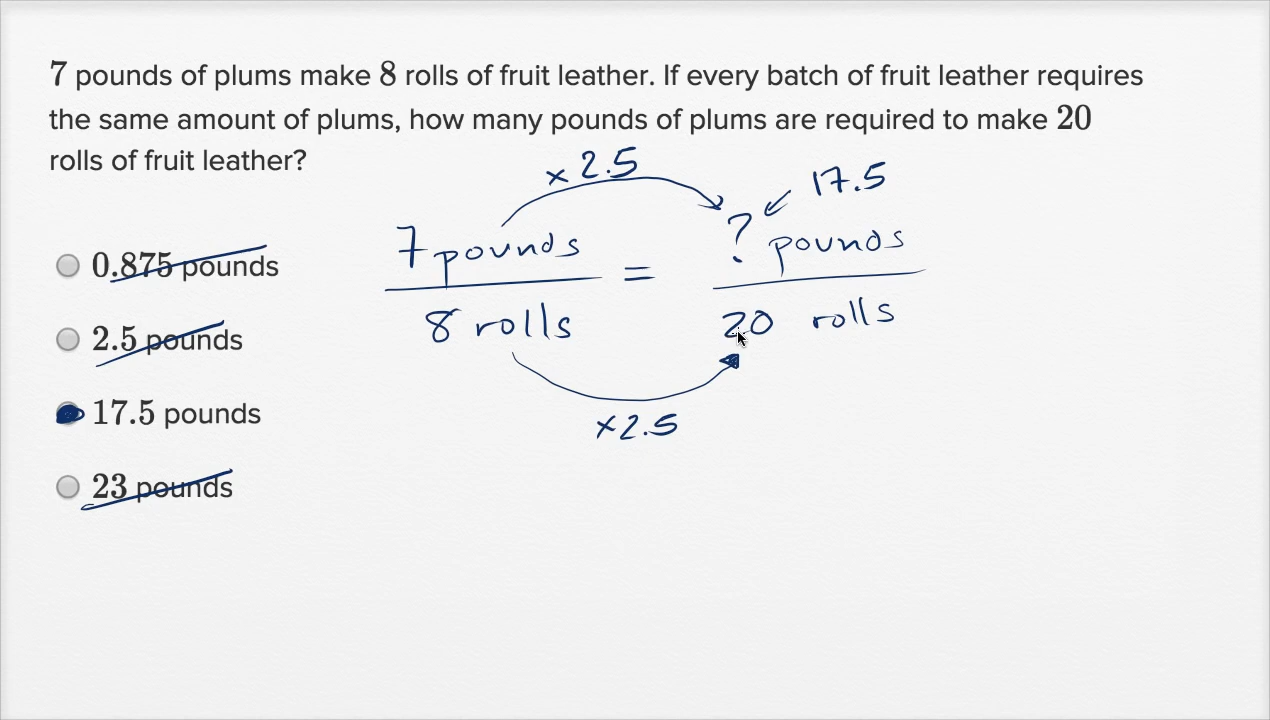 7 pounds of plums make 8 rolls of fruit leather. If every batch of fruit leather requires
the same amount of plums, how many pounds of plums are required to make 20
rolls of fruit leather?
× 2.5
17.5
7 pounds = ? pounds
8 rolls 20 rolls
×2.5
0.875 pounds
2.5 pounds
17.5 pounds
23 pounds